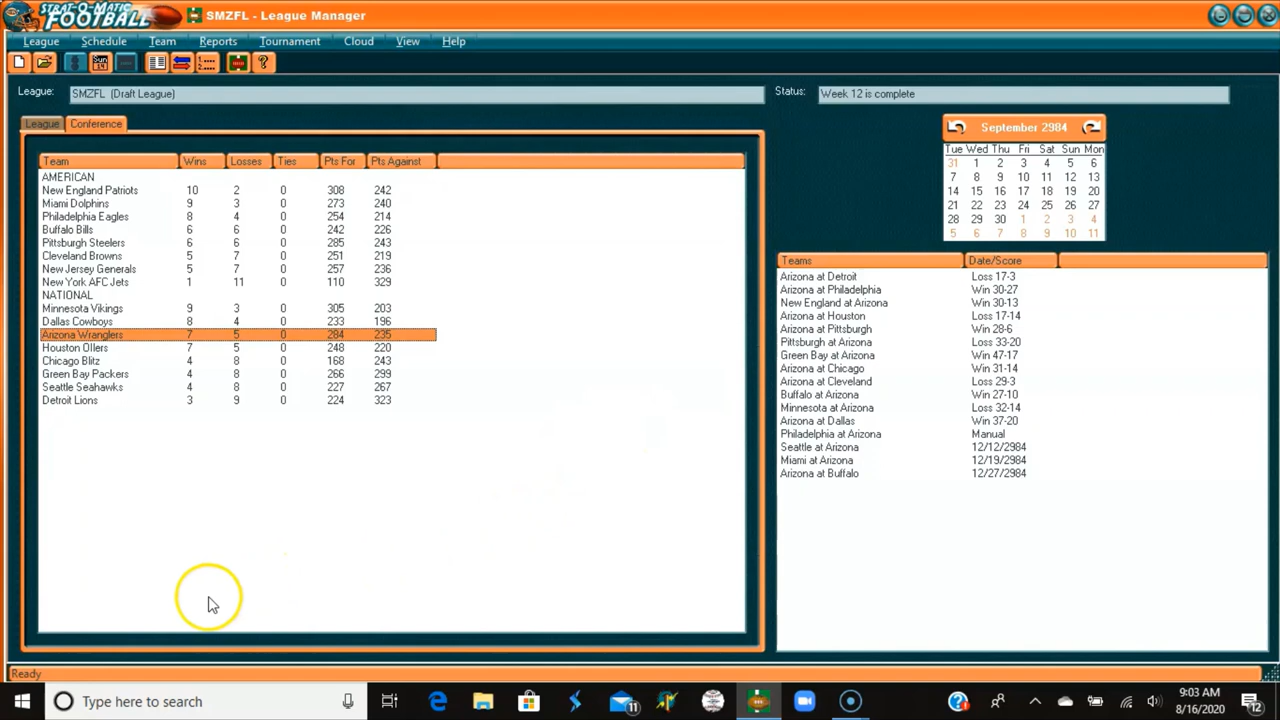 STRAT-O-MATIC
FOOTBALL
SMZFL - League Manager
League Schedule Team Reports Tournament Cloud View Help
League: SMZFL (Draft League) Status: Week 12 is complete
League Conference
Team Wins Losses Ties Pts For Pts Against
AMERICAN
New England Patriots 10 2 0 308 242
Miami Dolphins 9 3 0 273 240
Philadelphia Eagles 8 4 0 254 214
Buffalo Bills 6 6 0 242 226
Pittsburgh Steelers 6 6 0 285 243
Cleveland Browns 5 7 0 251 219
New Jersey Generals 5 7 0 257 236
New York AFC Jets 1 11 0 110 329
NATIONAL
Minnesota Vikings 9 3 0 305 203
Dallas Cowboys 8 4 0 233 196
Arizona Wranglers 7 5 0 284 235
Houston Oilers 7 5 0 248 220
Chicago Blitz 4 8 0 168 243
Green Bay Packers 4 8 0 266 299
Seattle Seahawks 4 8 0 227 267
Detroit Lions 3 9 0 224 323
September 2984
Tue Wed Thu Fri Sat Sun Mon
31 1 2 3 4 5 6
7 8 9 10 11 12 13
14 15 16 17 18 19 20
21 22 23 24 25 26 27
28 29 30 1 2 3 4
5 6 7 8 9 10 11
Teams Date/Score
Arizona at Detroit Loss 17-3
Arizona at Philadelphia Win 30-27
New England at Arizona Win 30-13
Arizona at Houston Loss 17-14
Arizona at Pittsburgh Win 28-6
Pittsburgh at Arizona Loss 33-20
Green Bay at Arizona Win 47-17
Arizona at Chicago Win 31-14
Arizona at Cleveland Loss 29-3
Buffalo at Arizona Win 27-10
Minnesota at Arizona Loss 32-14
Arizona at Dallas Win 37-20
Philadelphia at Arizona Manual
Seattle at Arizona 12/12/2984
Miami at Arizona 12/19/2984
Arizona at Buffalo 12/27/2984
Ready
Type here to search
11
9:03 AM
8/16/2020
12